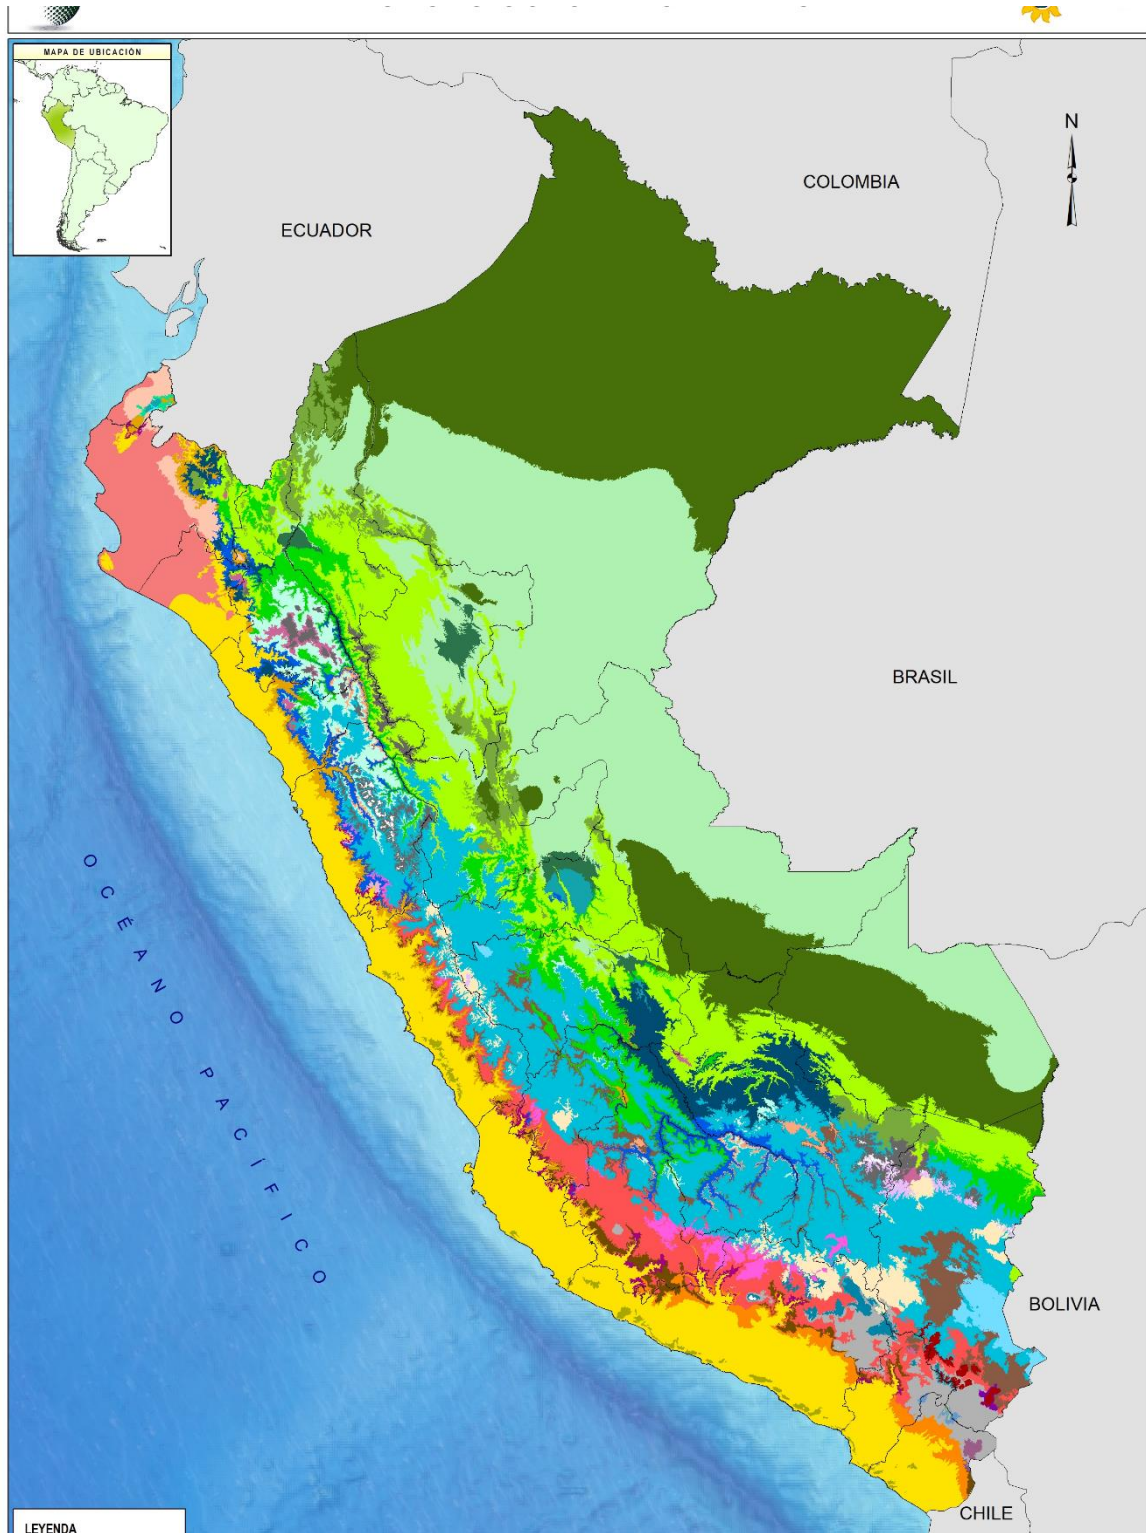 MAPA DE UBICACIÓN
N
COLOMBIA
ECUADOR
BRASIL
OCÉANO PACÍFICO
BOLIVIA
CHILE
LEYENDA